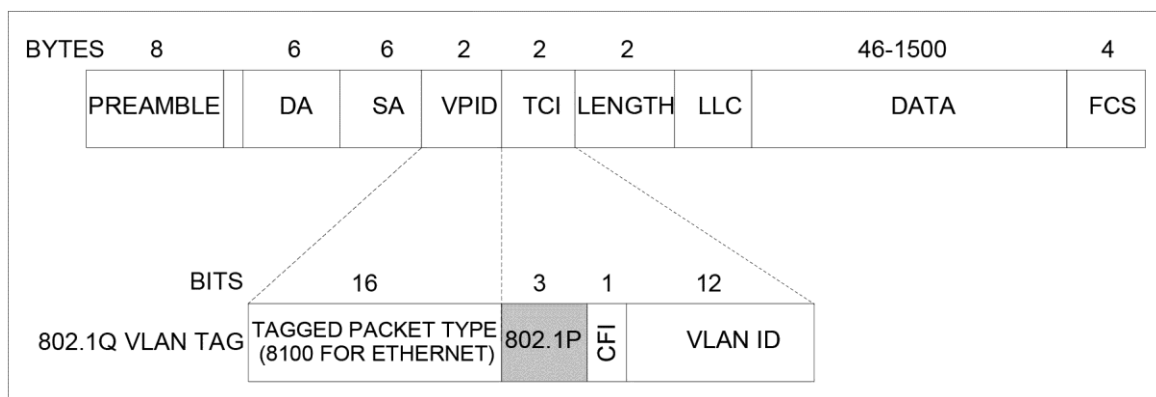 BYTES 8 6 6 2 2 2 46-1500 4
PREAMBLE DA SA VPID TCI LENGTH LLC DATA FCS
BITS 16 3 1 12
802.1Q VLAN TAG TAGGED PACKET TYPE (8100 FOR ETHERNET) 802.1P CFI VLAN ID